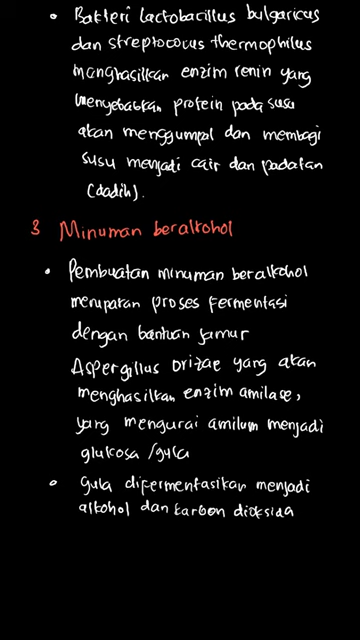 • Bakteri lactobacillus bulgaricus
dan streptococus thermophilus
manghasilkan enzim renin yang
menyebabkan protein pada susu
akan menggumpal dan membagi
susu menjadi cair dan padatan
(dadih).
3 Minuman beralkohol
• Pembuatan minuman beralkohol
merupakan proses fermentasi
dengan bantuan jamur
Aspergillus orizae yang akan
menghasilkan enzim amilase,
yang mengurai amilum menjadi
glukosa/gula
• Gula difermentasikan menjadi
alkohol dan karbon dioksida